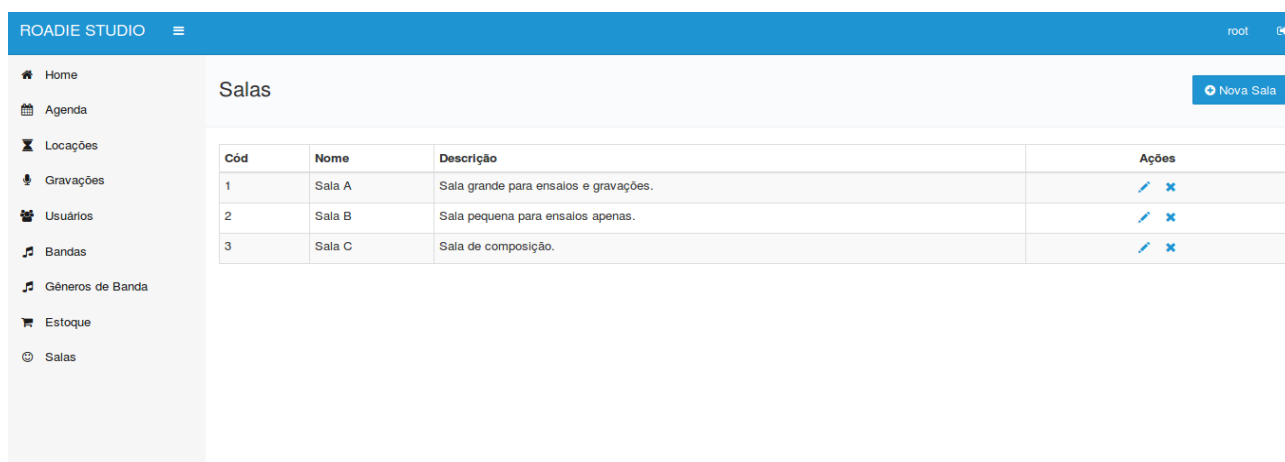 ROADIE STUDIO
root
Home
Agenda
Locações
Gravações
Usuários
Bandas
Gêneros de Banda
Estoque
Salas
Salas
Nova Sala
Cód Nome Descrição Ações
1 Sala A Sala grande para ensaios e gravações.
2 Sala B Sala pequena para ensaios apenas.
3 Sala C Sala de composição.